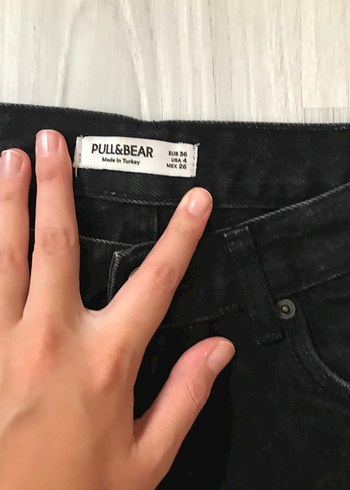 PULL&BEAR
Made in Turkey
EUR 36
USA 4
MEX 26